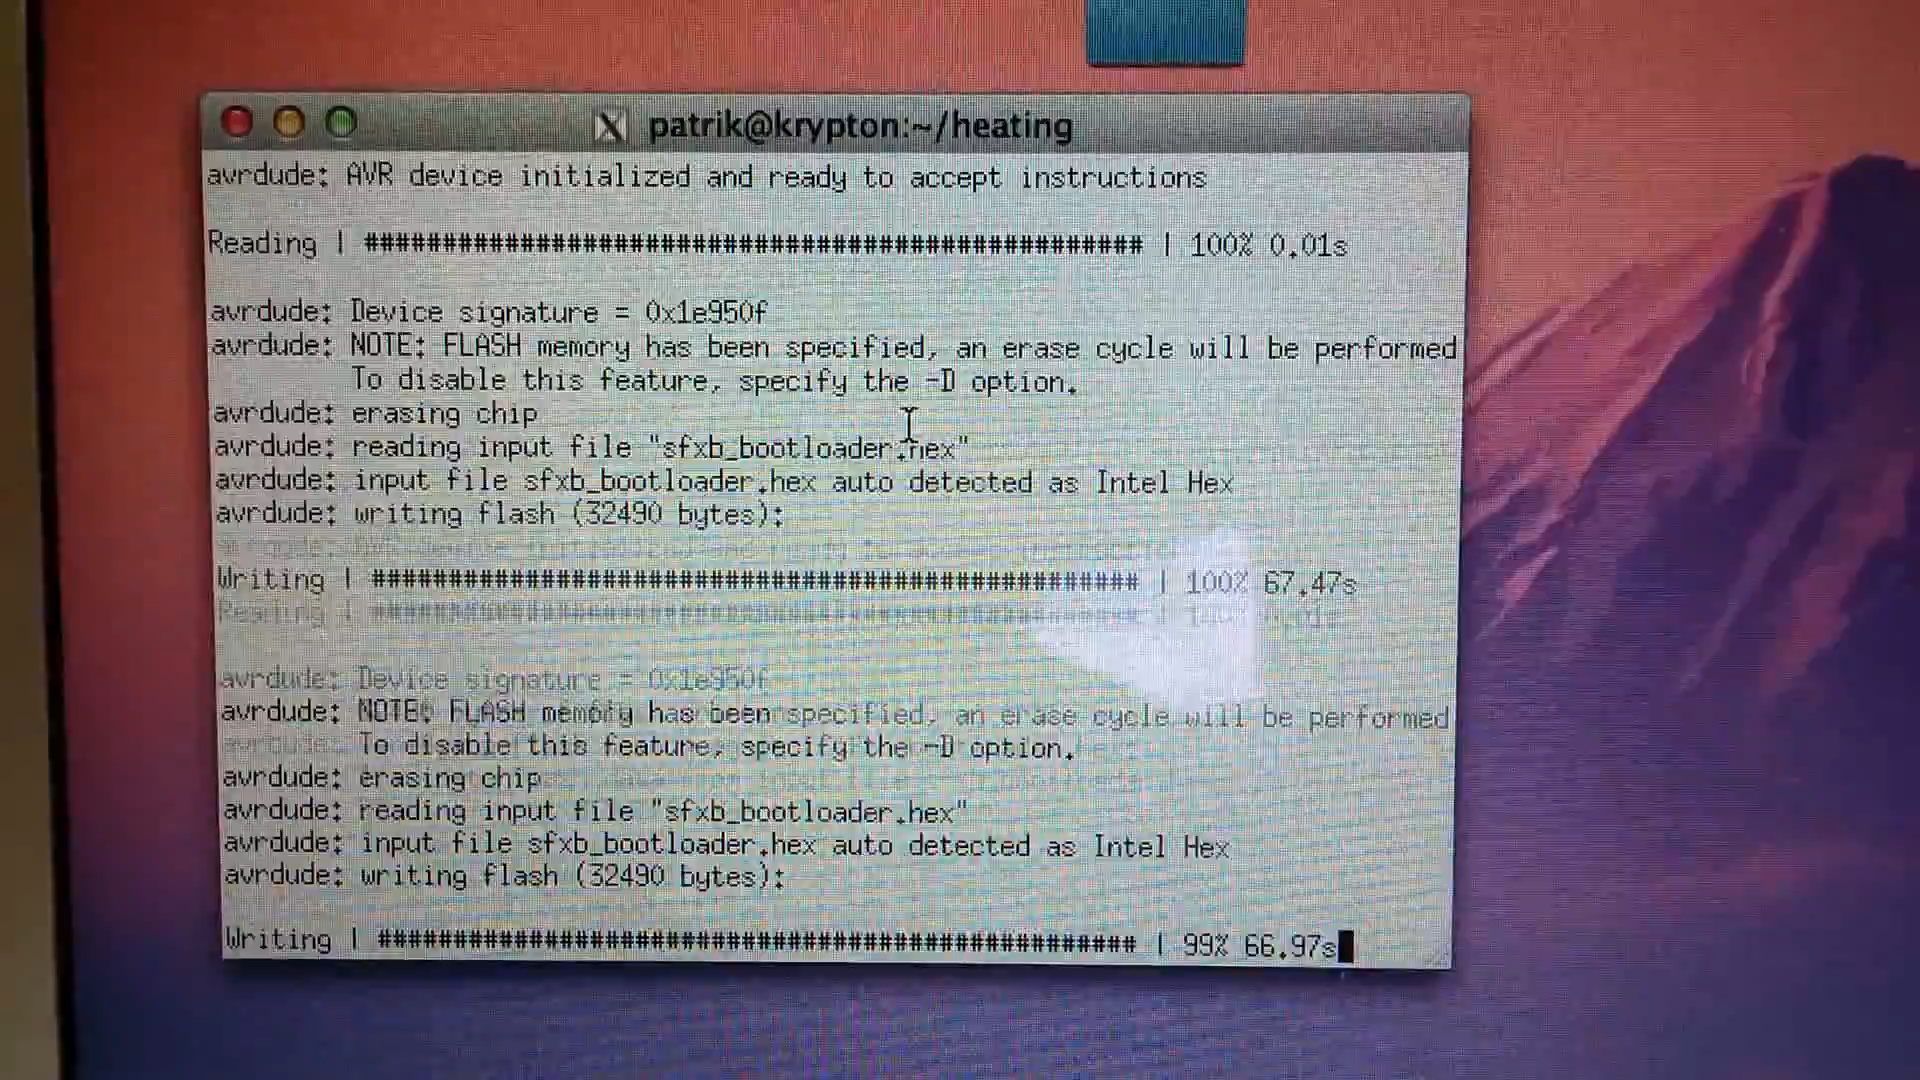 patrik@krypton:~/heating
avrdude: AVR device initialized and ready to accept instructions
Reading | ################################################## | 100% 0.01s
avrdude: Device signature = 0x1e950f
avrdude: NOTE: FLASH memory has been specified, an erase cycle will be performed
To disable this feature, specify the -D option.
avrdude: erasing chip
avrdude: reading input file "sfxb_bootloader.hex"
avrdude: input file sfxb_bootloader.hex auto detected as Intel Hex
avrdude: writing flash (32490 bytes):
Writing | ################################################## | 100% 67.47s
Reading | ################################################## |
avrdude: Device signature = 0x1e950f
avrdude: NOTE: FLASH memory has been specified, an erase cycle will be performed
To disable this feature, specify the -D option.
avrdude: erasing chip
avrdude: reading input file "sfxb_bootloader.hex"
avrdude: input file sfxb_bootloader.hex auto detected as Intel Hex
avrdude: writing flash (32490 bytes):
Writing | ################################################## | 99% 66.97s